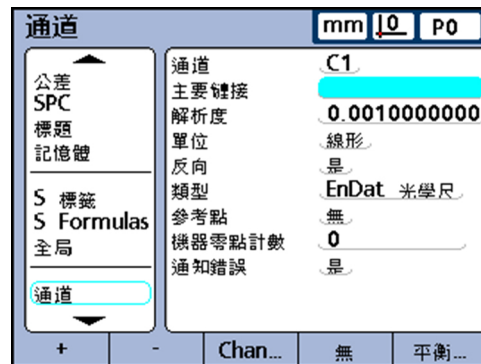 通道 mm 0 P0
公差
SPC
標題
記憶體
S 標籤
S Formulas
全局
通道
通道 C1
主要鏈接
解析度 0.0010000000
單位 線形
反向 是
類型 EnDat 光學尺
參考點 無
機器零點計數 0
通知錯誤 是
+ - Chan... 無 平衡...